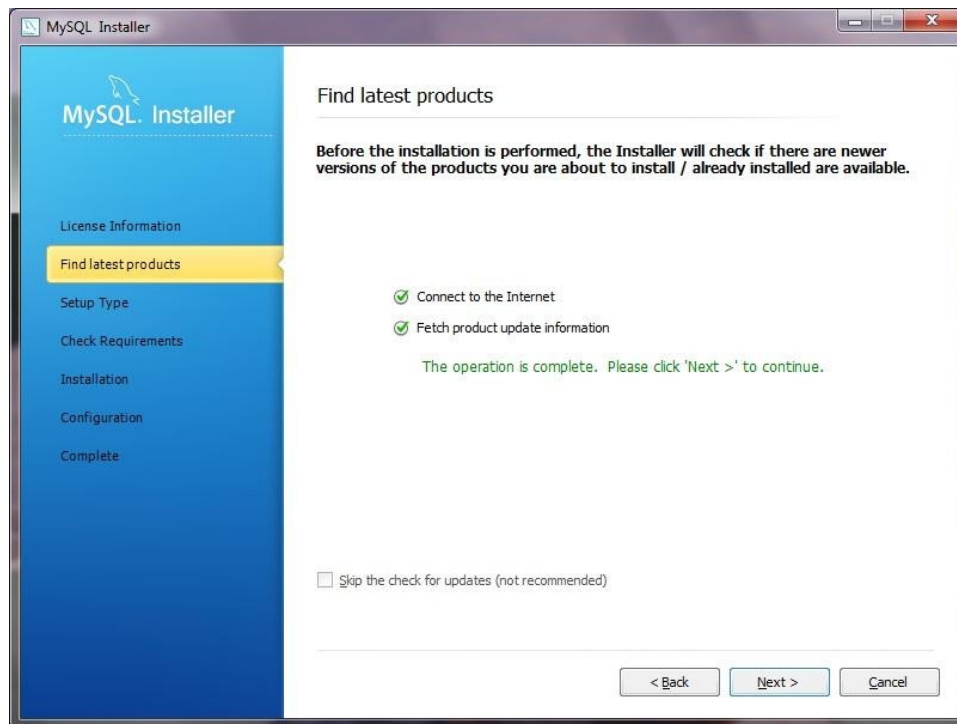 MySQL Installer
MySQL. Installer
License Information
Find latest products
Setup Type
Check Requirements
Installation
Configuration
Complete
Find latest products
Before the installation is performed, the Installer will check if there are newer
versions of the products you are about to install / already installed are available.
Connect to the Internet
Fetch product update information
The operation is complete. Please click 'Next >' to continue.
Skip the check for updates (not recommended)
< Back
Next >
Cancel